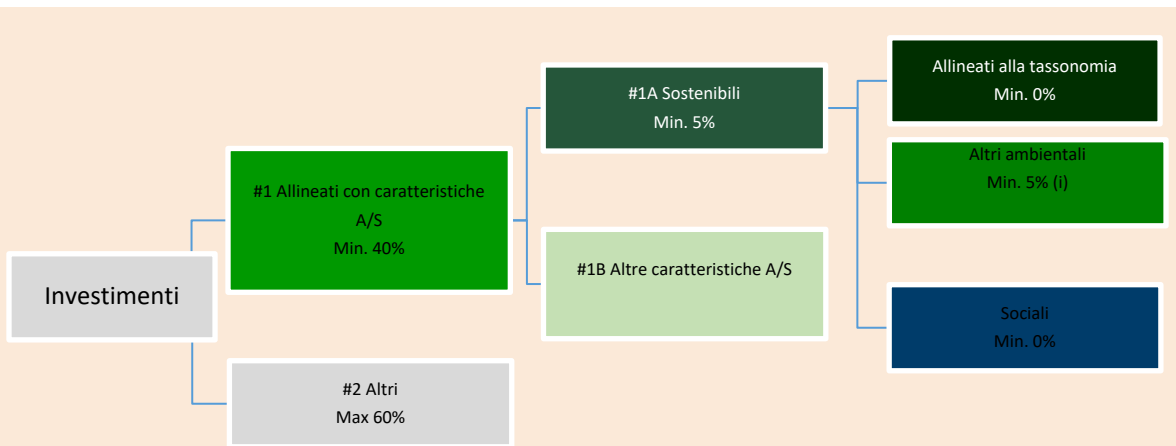 Investimenti
#1 Allineati con caratteristiche
A/S
Min. 40%
#2 Altri
Max 60%
#1A Sostenibili
Min. 5%
#1B Altre caratteristiche A/S
Allineati alla tassonomia
Min. 0%
Altri ambientali
Min. 5% (i)
Sociali
Min. 0%